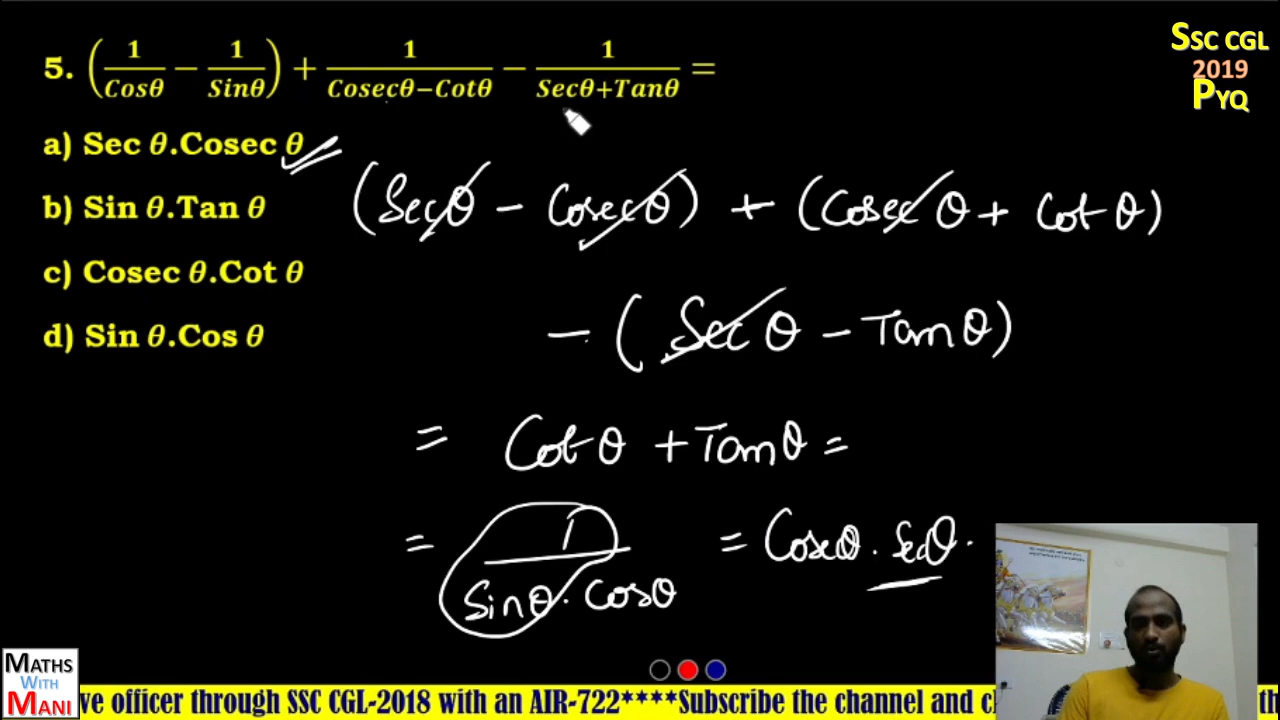 5. (1/Cosθ − 1/Sinθ) + 1/(Cosecθ−Cotθ) − 1/(Secθ+Tanθ) =
SSC CGL
2019
PYQ
a) Sec θ.Cosec θ
b) Sin θ.Tan θ
c) Cosec θ.Cot θ
d) Sin θ.Cos θ
(Secθ − Cosecθ) + (Cosec θ + Cot θ)
− (Sec θ − Tanθ)
= Cot θ + Tanθ =
= 1/(Sinθ. Cosθ) = Cosecθ. Secθ.
MATHS
WITH
MANI
ve officer through SSC CGL-2018 with an AIR-722****Subscribe the channel and c